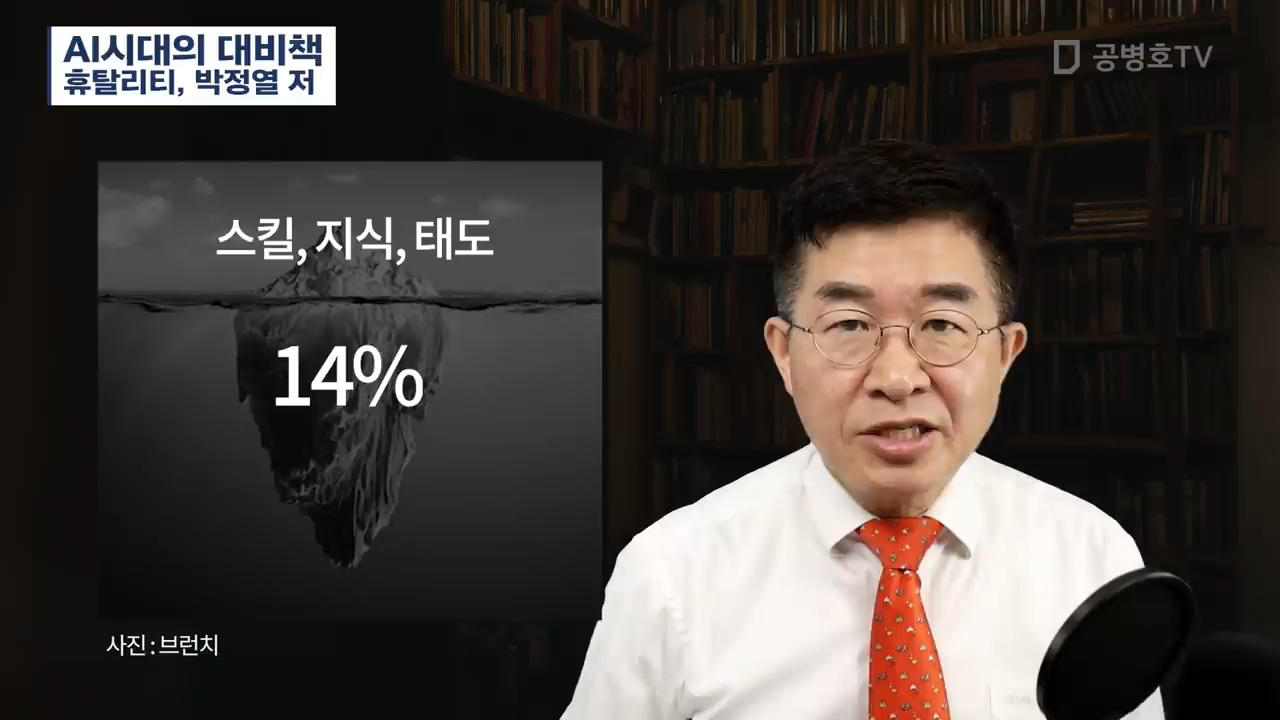 AI시대의 대비책
휴탈리티, 박정열 저
공병호TV
스킬, 지식, 태도
14%
사진 : 브런치